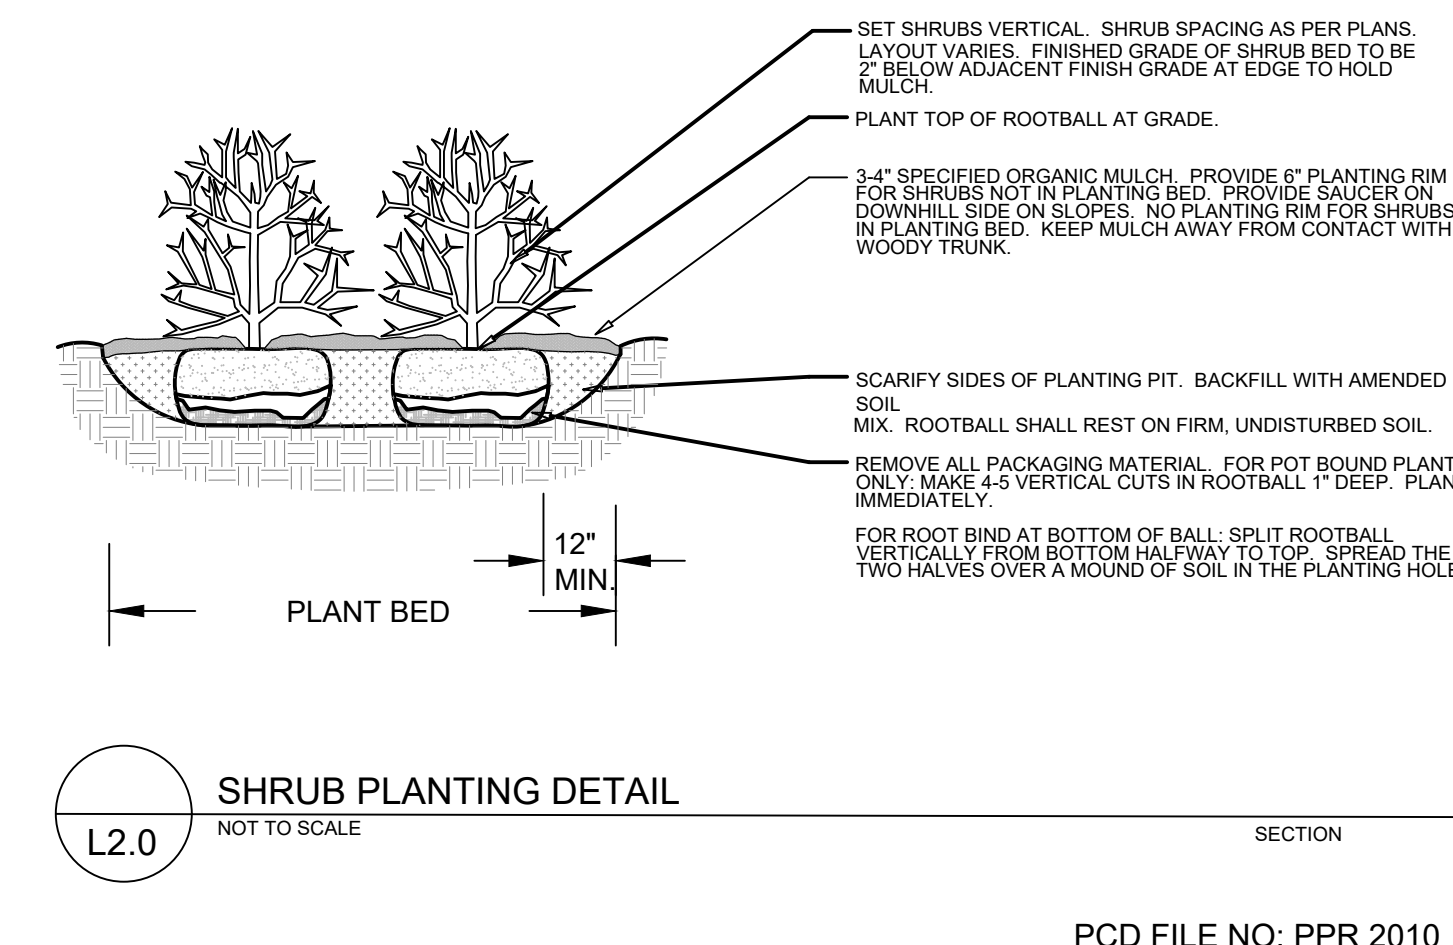 SET SHRUBS VERTICAL.  SHRUB SPACING AS PER PLANS.
LAYOUT VARIES.  FINISHED GRADE OF SHRUB BED TO BE
2" BELOW ADJACENT FINISH GRADE AT EDGE TO HOLD
MULCH.
PLANT TOP OF ROOTBALL AT GRADE.
3-4" SPECIFIED ORGANIC MULCH.  PROVIDE 6" PLANTING RIM
FOR SHRUBS NOT IN PLANTING BED.  PROVIDE SAUCER ON
DOWNHILL SIDE ON SLOPES.  NO PLANTING RIM FOR SHRUBS
IN PLANTING BED.  KEEP MULCH AWAY FROM CONTACT WITH
WOODY TRUNK.
SCARIFY SIDES OF PLANTING PIT.  BACKFILL WITH AMENDED
SOIL
MIX.  ROOTBALL SHALL REST ON FIRM, UNDISTURBED SOIL.
REMOVE ALL PACKAGING MATERIAL.  FOR POT BOUND PLANT
ONLY: MAKE 4-5 VERTICAL CUTS IN ROOTBALL 1" DEEP.  PLAN
IMMEDIATELY.
FOR ROOT BIND AT BOTTOM OF BALL: SPLIT ROOTBALL
VERTICALLY FROM BOTTOM HALFWAY TO TOP.  SPREAD THE
TWO HALVES OVER A MOUND OF SOIL IN THE PLANTING HOLE
12"
MIN.
PLANT BED
SHRUB PLANTING DETAIL
L2.0
NOT TO SCALE
SECTION
PCD FILE NO: PPR 2010